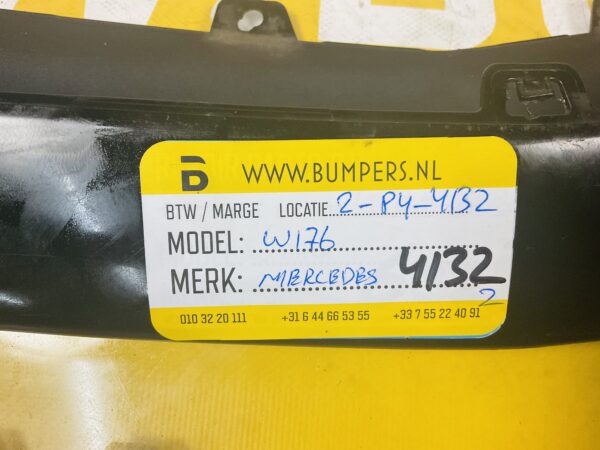 B WWW.BUMPERS.NL
BTW / MARGE LOCATIE 2-P4-4132
MODEL: W176
MERK: MERCEDES 4132
2
010 32 20 111 +31 6 44 66 53 55 +33 7 55 22 40 91